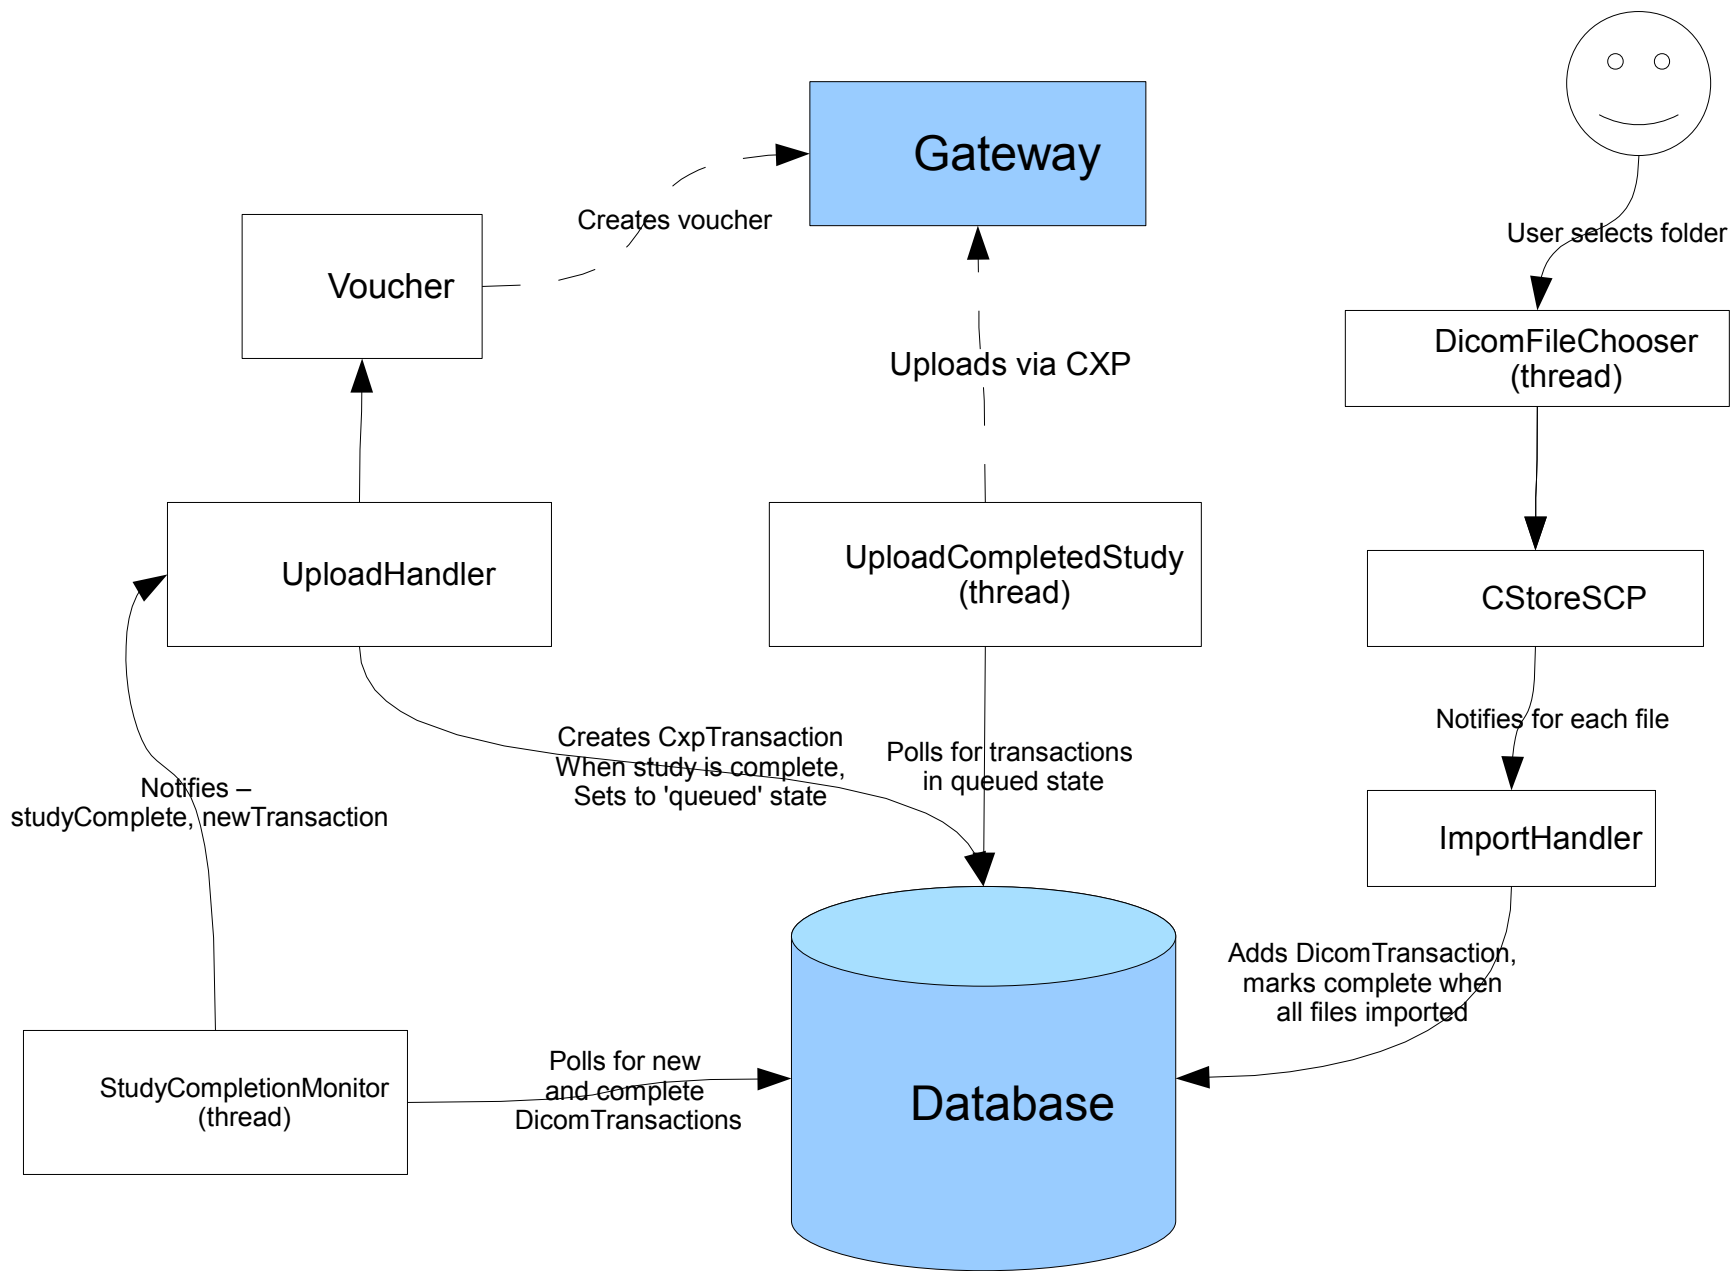 Gateway
Creates voucher
User selects folder
Voucher
DicomFileChooser
(thread)
Uploads via CXP
UploadHandler
UploadCompletedStudy
(thread)
CStoreSCP
Notifies for each file
Creates CxpTransaction
When study is complete,
Sets to 'queued' state
Polls for transactions
in queued state
Notifies –
studyComplete, newTransaction
ImportHandler
Adds DicomTransaction,
marks complete when
all files imported
StudyCompletionMonitor
(thread)
Polls for new
and complete
DicomTransactions
Database